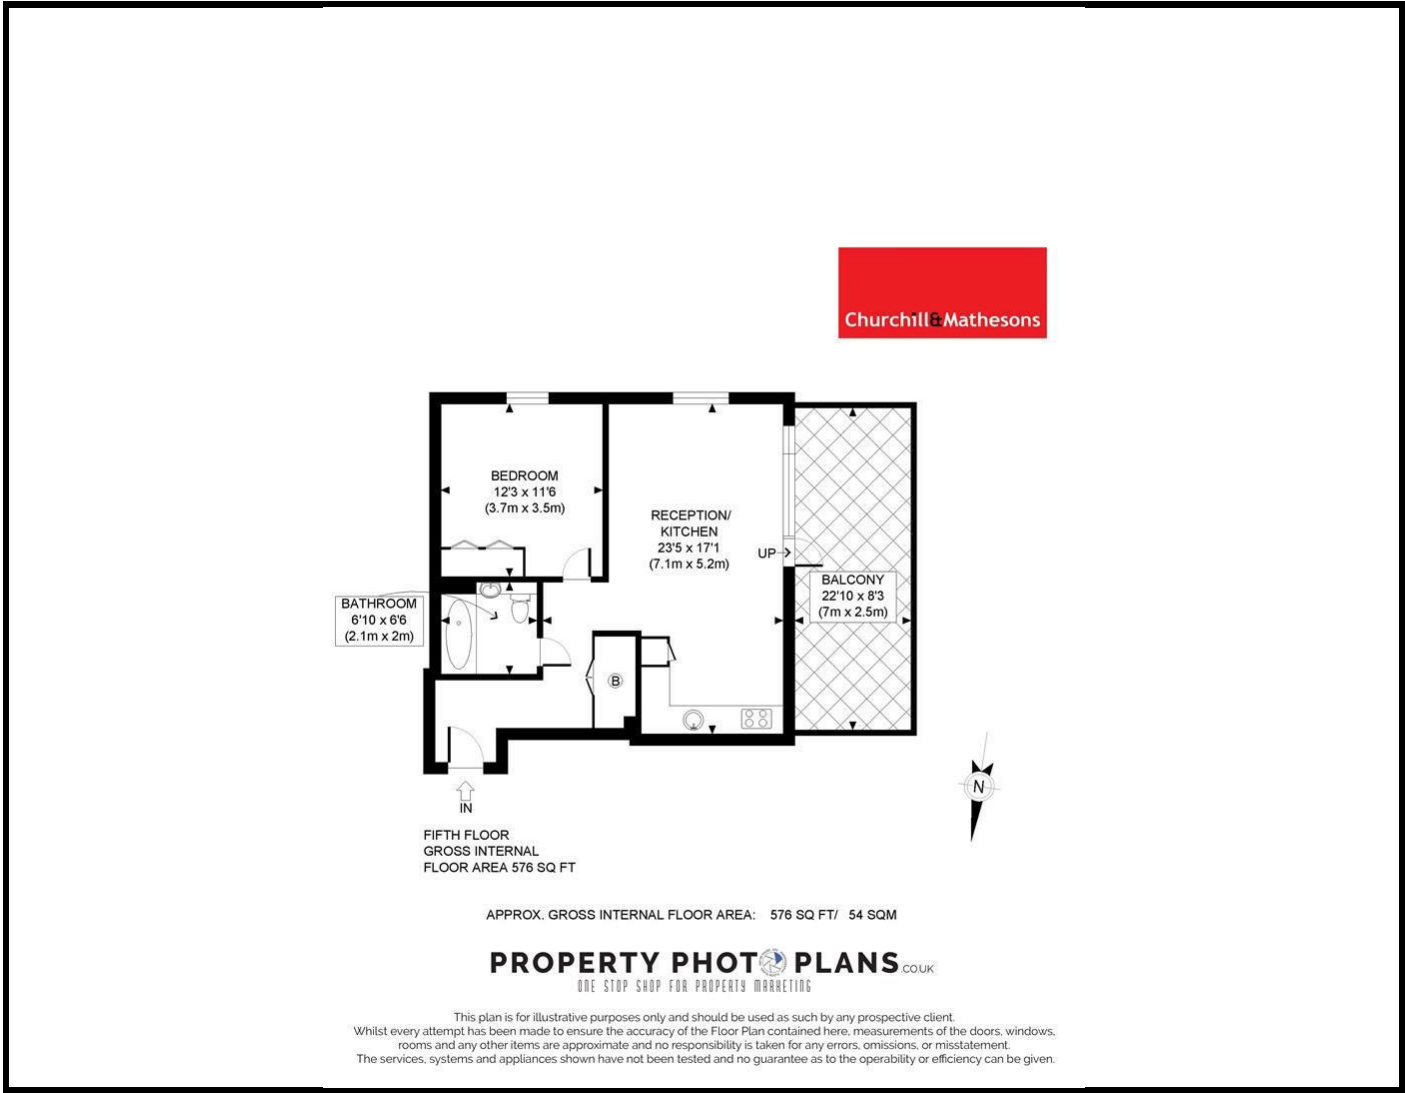 Churchill&Mathesons
BEDROOM
12'3 x 11'6
(3.7m x 3.5m)
RECEPTION/
KITCHEN
23'5 x 17'1
(7.1m x 5.2m)
UP
BALCONY
22'10 x 8'3
(7m x 2.5m)
BATHROOM
6'10 x 6'6
(2.1m x 2m)
B
N
IN
FIFTH FLOOR
GROSS INTERNAL
FLOOR AREA 576 SQ FT
APPROX. GROSS INTERNAL FLOOR AREA: 576 SQ FT/ 54 SQM
PROPERTY PHOTO PLANS.CO.UK
ONE STOP SHOP FOR PROPERTY MARKETING
This plan is for illustrative purposes only and should be used as such by any prospective client.
Whilst every attempt has been made to ensure the accuracy of the Floor Plan contained here, measurements of the doors, windows,
rooms and any other items are approximate and no responsibility is taken for any errors, omissions, or misstatement.
The services, systems and appliances shown have not been tested and no guarantee as to the operability or efficiency can be given.